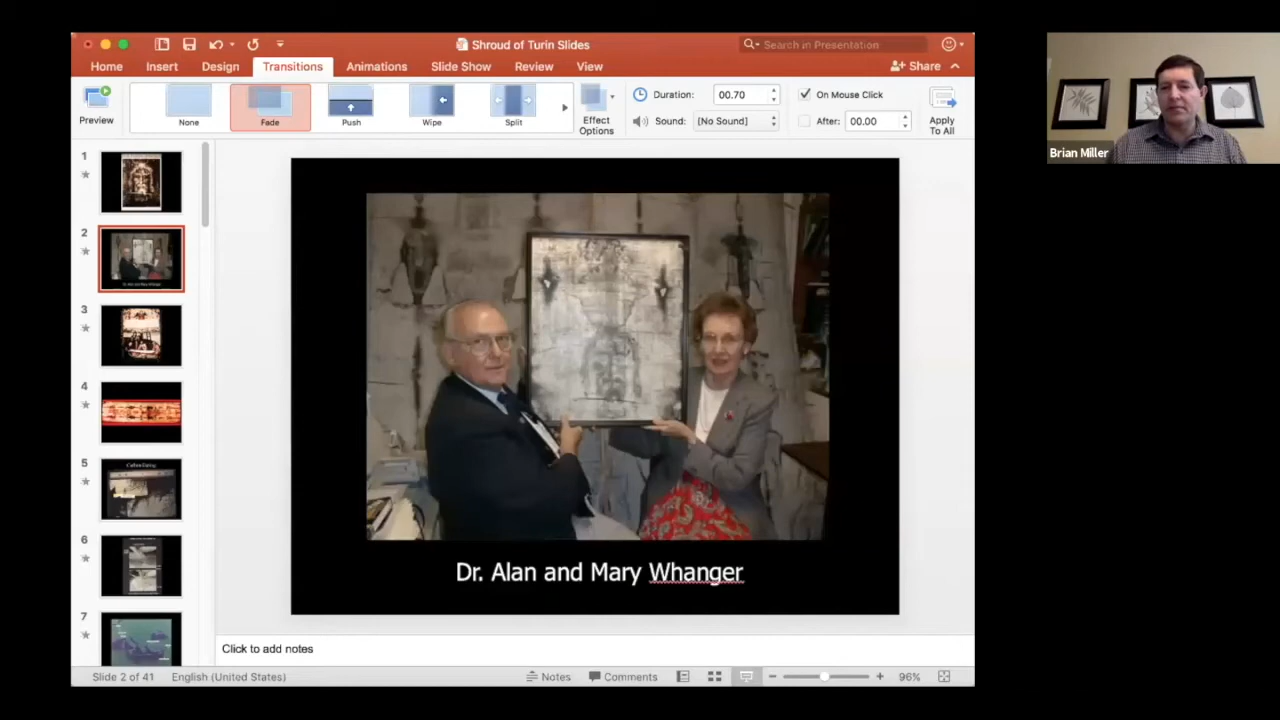 Shroud of Turin Slides
Search in Presentation
Home Insert Design Transitions Animations Slide Show Review View Share
Preview
None Fade Push Wipe Split
Effect
Options
Duration: 00.70
Sound: [No Sound]
On Mouse Click
After: 00.00
Apply
To All
1
2
3
4
5
6
7
Carbon Dating
Dr. Alan and Mary Whanger
Click to add notes
Slide 2 of 41 English (United States) Notes Comments 96%
Brian Miller